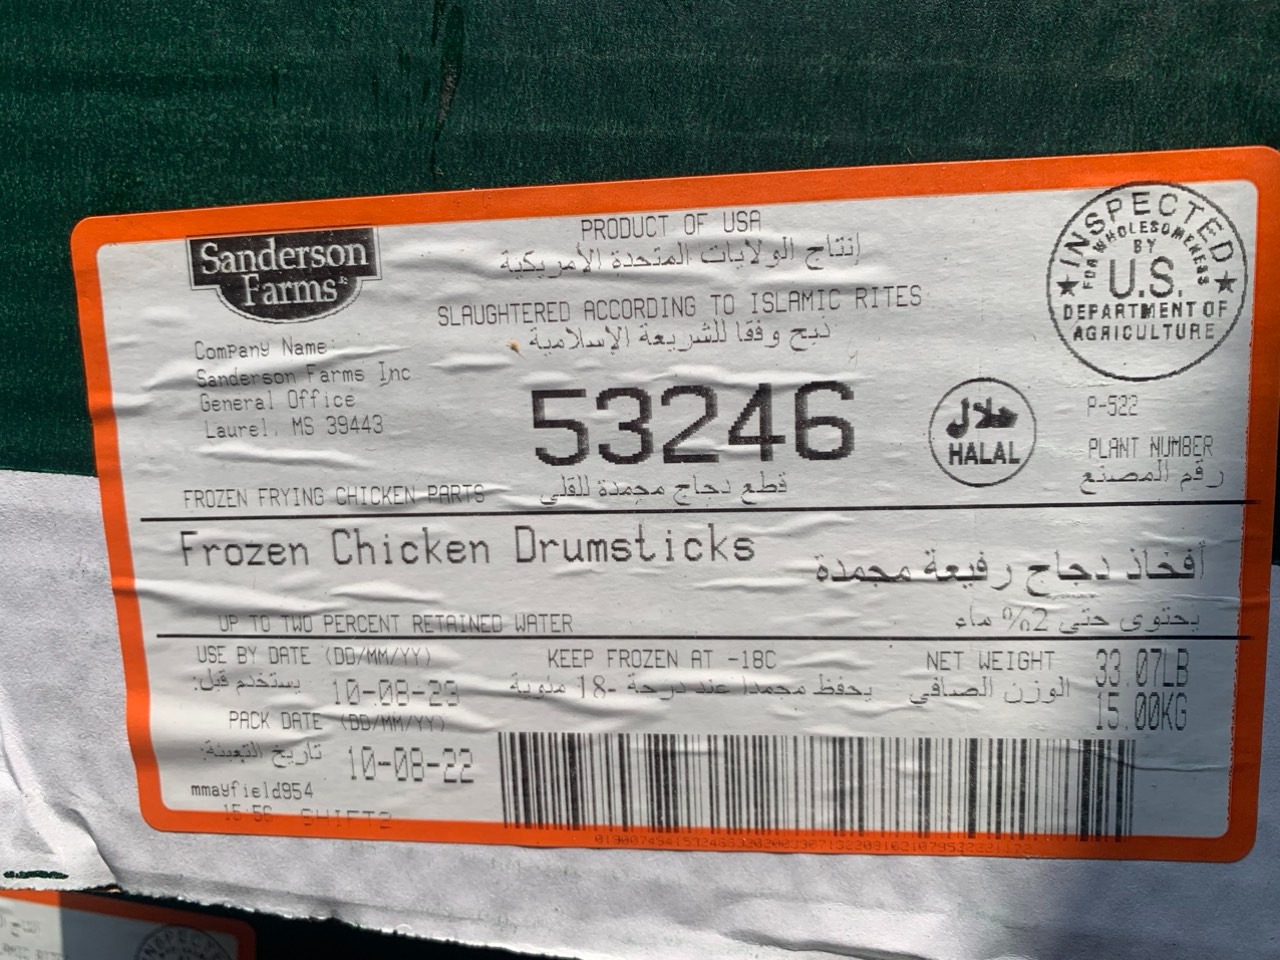 Sanderson
Farms
PRODUCT OF USA
إنتاج الولايات المتحدة الأمريكية
SLAUGHTERED ACCORDING TO ISLAMIC RITES
ذبح وفقا للشريعة الإسلامية
INSPECTED
FOR WHOLESOMENESS
BY
U.S.
DEPARTMENT OF
AGRICULTURE
Company Name:
Sanderson Farms Inc
General Office
Laurel, MS 39443
53246
هلال
HALAL
P-522
PLANT NUMBER
رقم المصنع
FROZEN FRYING CHICKEN PARTS
قطع دجاج مجمدة للقلى
Frozen Chicken Drumsticks
أفخاذ دجاج رفيعة مجمدة
UP TO TWO PERCENT RETAINED WATER
يحتوى حتى 2% ماء
USE BY DATE (DD/MM/YY)
يستخدم قبل:
10-08-23
KEEP FROZEN AT -18C
يحفظ مجمدا عند درجة -18 مئوية
NET WEIGHT
الوزن الصافي
33.07LB
15.00KG
PACK DATE (DD/MM/YY)
تاريخ التعبئة:
10-08-22
mmayfield954
15:56 SHIFT2